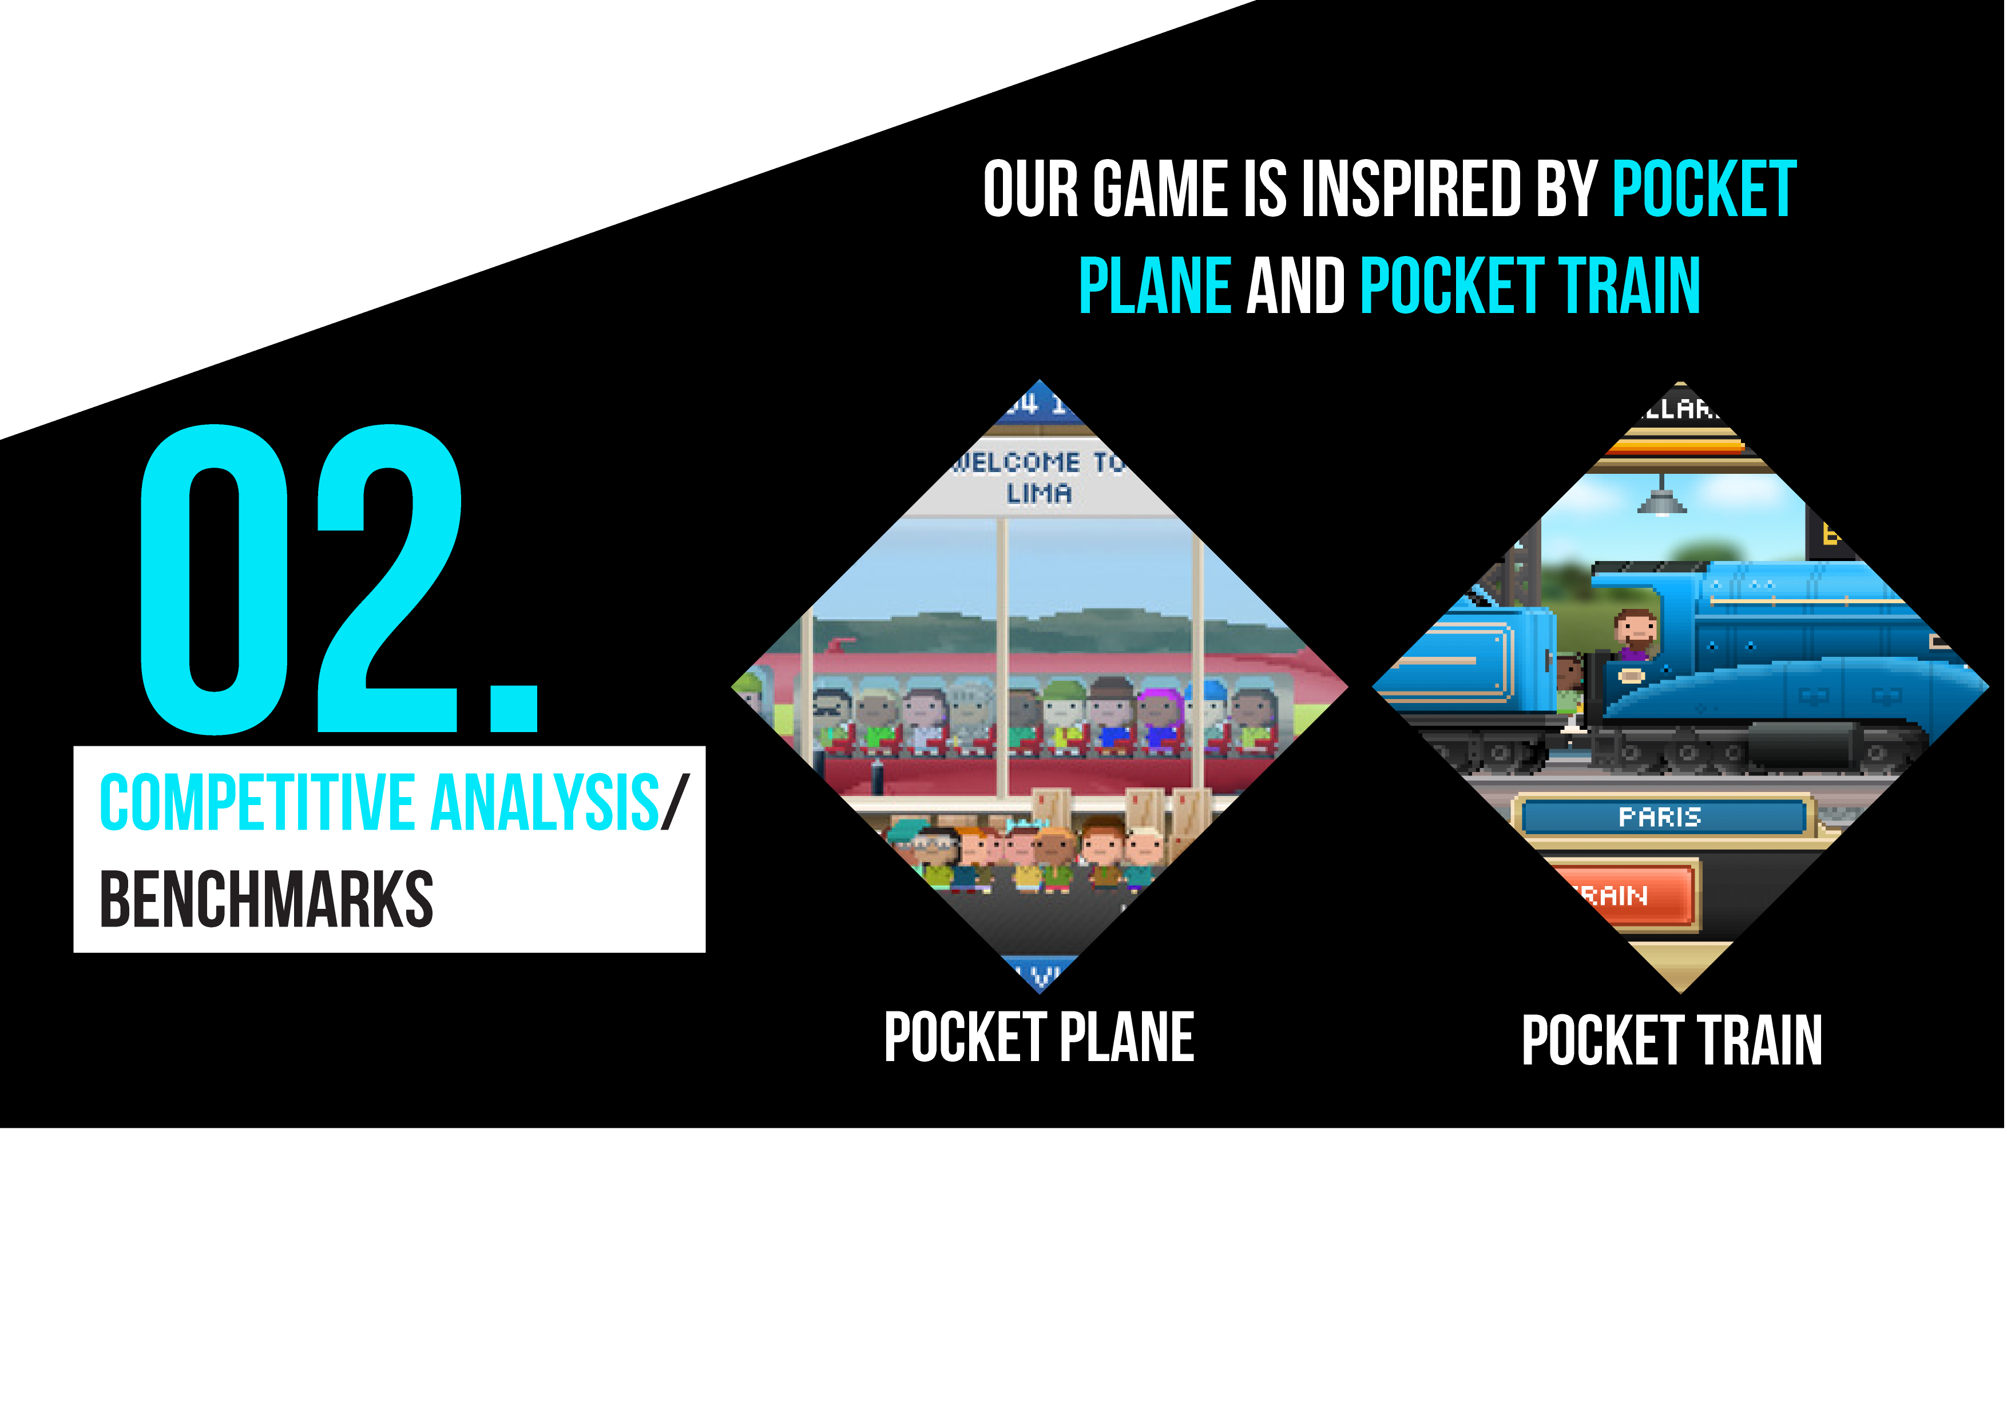 OUR GAME IS INSPIRED BY POCKET
PLANE AND POCKET TRAIN
02.
COMPETITIVE ANALYSIS/
BENCHMARKS
WELCOME TO
LIMA
PARIS
POCKET PLANE
POCKET TRAIN